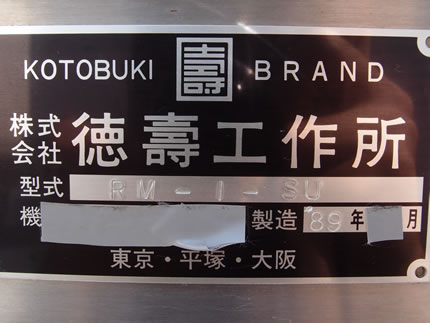 KOTOBUKI 壽 BRAND
株式会社 徳壽工作所
型式 RM-1-SU
機 製造 89年 月
東京・平塚・大阪